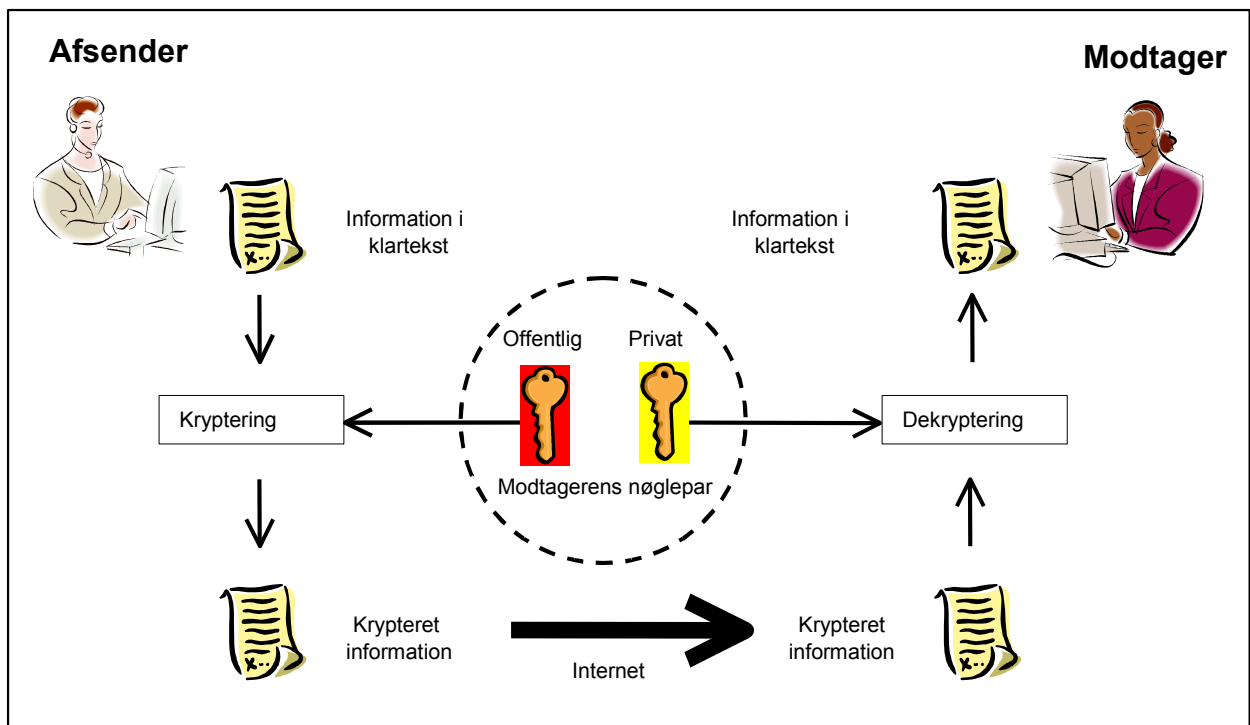 Afsender
Modtager
Information i
klartekst
Information i
klartekst
Offentlig
Privat
Kryptering
Dekryptering
Modtagerens nøglepar
Krypteret
information
Internet
Krypteret
information